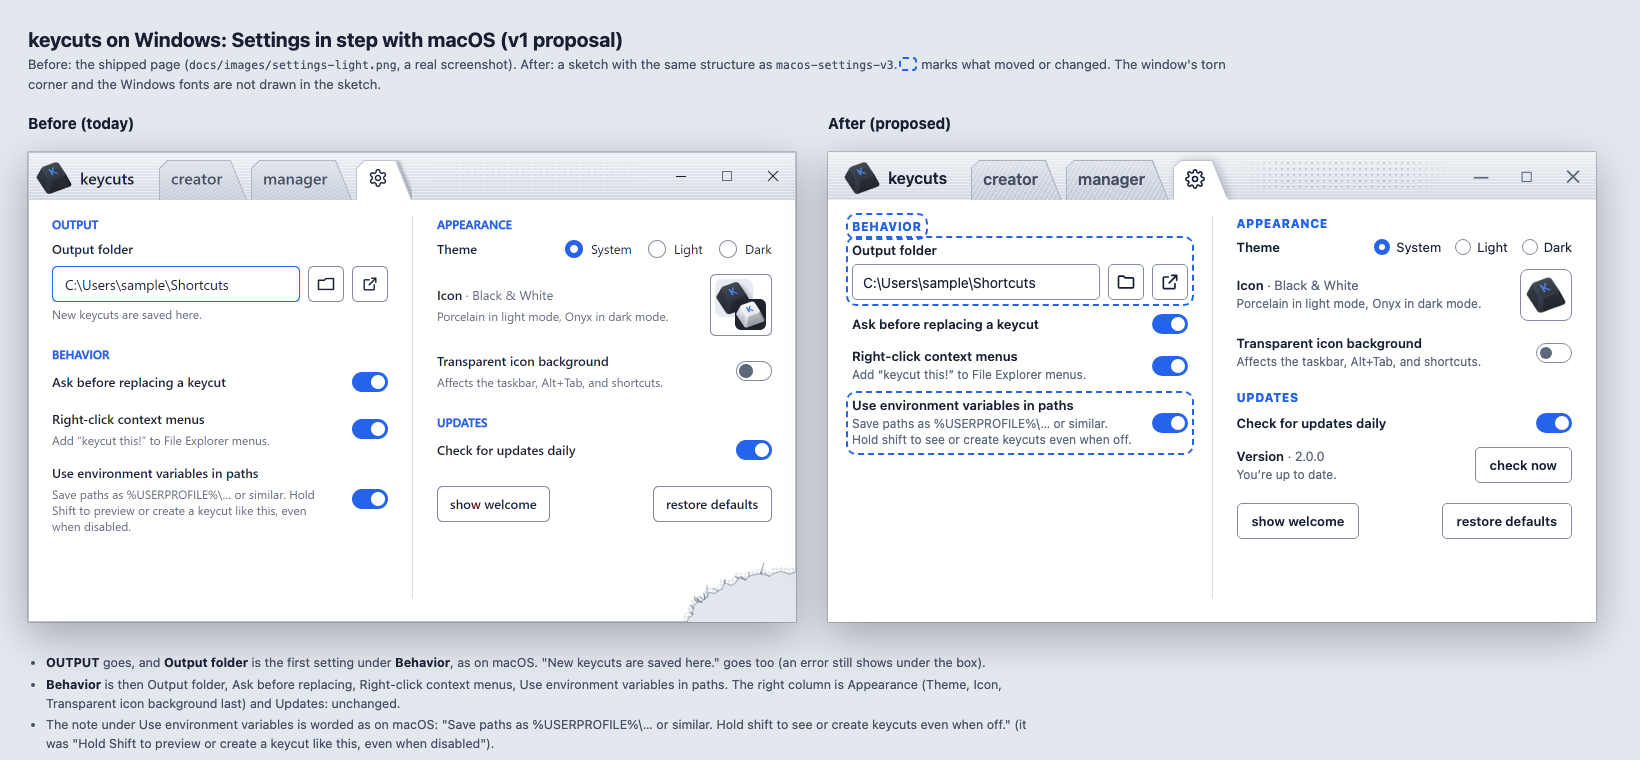 keycuts on Windows: Settings in step with macOS (v1 proposal)
Before: the shipped page (docs/images/settings-light.png, a real screenshot). After: a sketch with the same structure as macos-settings-v3. marks what moved or changed. The window's torn
corner and the Windows fonts are not drawn in the sketch.
Before (today)
K
keycuts
creator
manager
OUTPUT
Output folder
C:\Users\sample\Shortcuts
New keycuts are saved here.
BEHAVIOR
Ask before replacing a keycut
Right-click context menus
Add “keycut this!” to File Explorer menus.
Use environment variables in paths
Save paths as %USERPROFILE%\... or similar. Hold
Shift to preview or create a keycut like this, even
when disabled.
APPEARANCE
Theme
System
Light
Dark
Icon · Black & White
Porcelain in light mode, Onyx in dark mode.
K
K
Transparent icon background
Affects the taskbar, Alt+Tab, and shortcuts.
UPDATES
Check for updates daily
show welcome
restore defaults
After (proposed)
K
keycuts
creator
manager
BEHAVIOR
Output folder
C:\Users\sample\Shortcuts
Ask before replacing a keycut
Right-click context menus
Add “keycut this!” to File Explorer menus.
Use environment variables in paths
Save paths as %USERPROFILE%\... or similar.
Hold shift to see or create keycuts even when off.
APPEARANCE
Theme
System
Light
Dark
Icon · Black & White
Porcelain in light mode, Onyx in dark mode.
K
Transparent icon background
Affects the taskbar, Alt+Tab, and shortcuts.
UPDATES
Check for updates daily
Version · 2.0.0
You’re up to date.
check now
show welcome
restore defaults
• OUTPUT goes, and Output folder is the first setting under Behavior, as on macOS. "New keycuts are saved here." goes too (an error still shows under the box).
• Behavior is then Output folder, Ask before replacing, Right-click context menus, Use environment variables in paths. The right column is Appearance (Theme, Icon,
Transparent icon background last) and Updates: unchanged.
• The note under Use environment variables is worded as on macOS: "Save paths as %USERPROFILE%\... or similar. Hold shift to see or create keycuts even when off." (it
was "Hold Shift to preview or create a keycut like this, even when disabled").